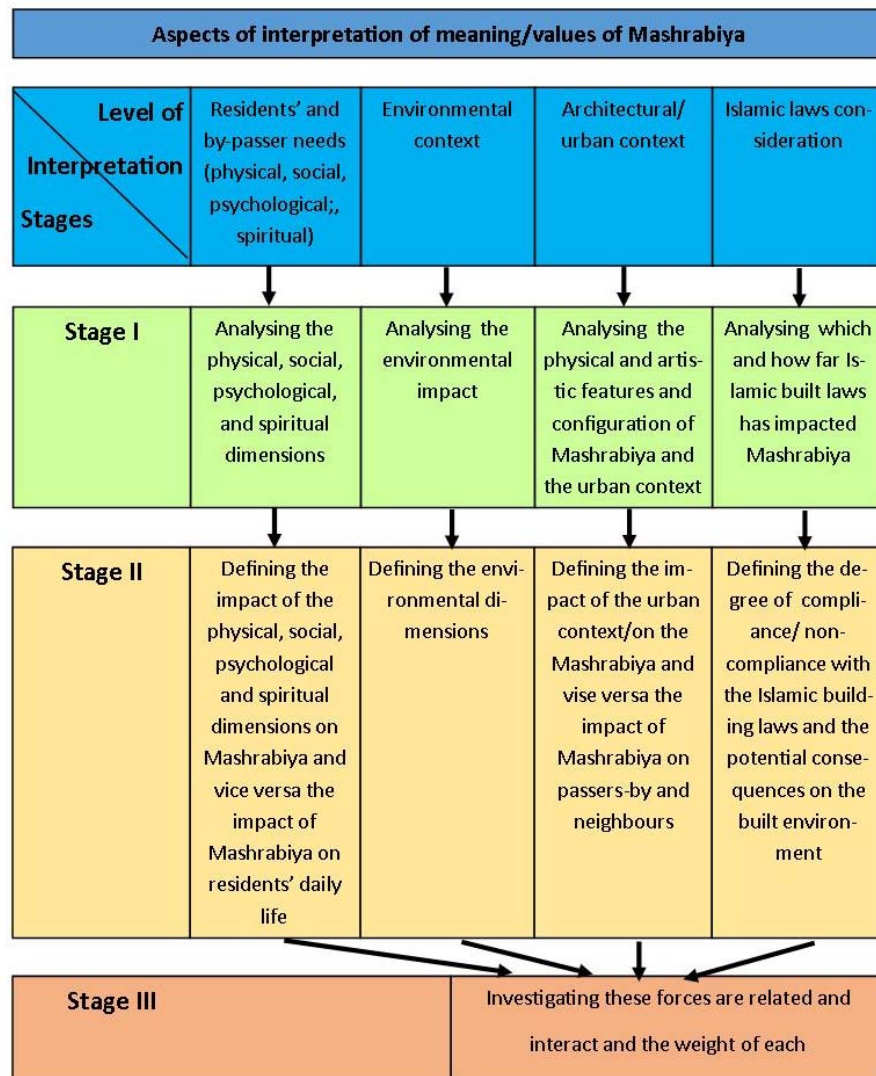 Aspects of interpretation of meaning/values of Mashrabiya
Level of
Interpretation
Stages
Residents' and
by-passer needs
(physical, social,
psychological;,
spiritual)
Environmental
context
Architectural/
urban context
Islamic laws con-
sideration
Stage I
Analysing the
physical, social,
psychological,
and spiritual
dimensions
Analysing the
environmental
impact
Analysing the
physical and artis-
tic features and
configuration of
Mashrabiya and
the urban context
Analysing which
and how far Is-
lamic built laws
has impacted
Mashrabiya
Stage II
Defining the
impact of the
physical, social,
psychological
and spiritual
dimensions on
Mashrabiya and
vice versa the
impact of
Mashrabiya on
residents' daily
life
Defining the envi-
ronmental di-
mensions
Defining the im-
pact of the urban
context/on the
Mashrabiya and
vise versa the
impact of
Mashrabiya on
passers-by and
neighbours
Defining the de-
gree of compli-
ance/ non-
compliance with
the Islamic build-
ing laws and the
potential conse-
quences on the
built environ-
ment
Stage III
Investigating these forces are related and
interact and the weight of each